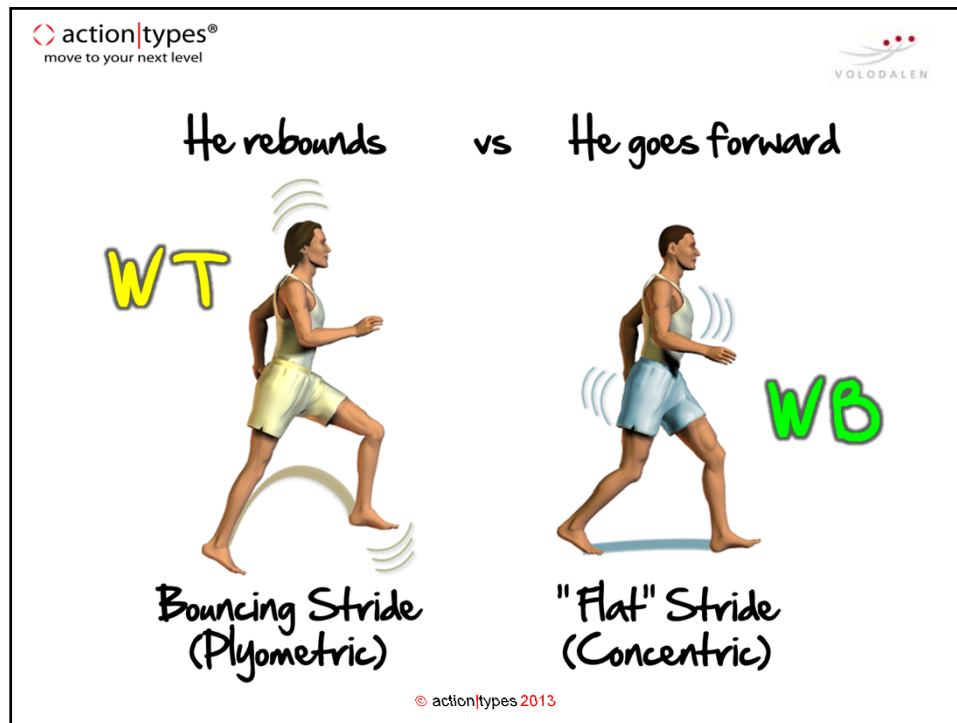 action|types®
move to your next level
VOLODALEN
He rebounds vs He goes forward
WT
WB
Bouncing Stride
(Plyometric)
"Flat" Stride
(Concentric)
© action|types 2013